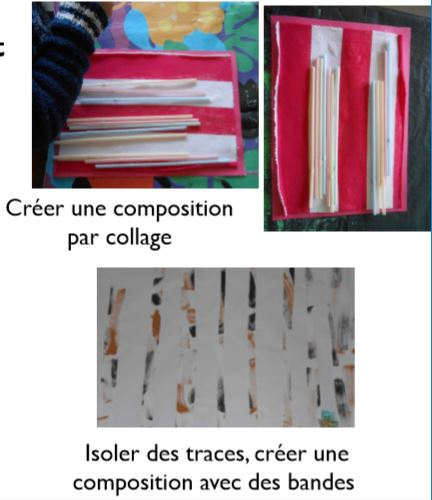 Créer une composition
par collage
Isoler des traces, créer une
composition avec des bandes